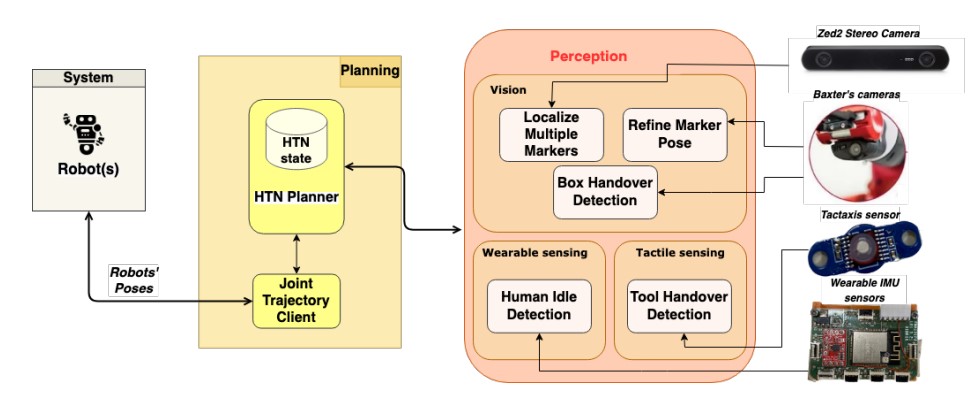 System
Robot(s)
Robots'
Poses
Planning
HTN
state
HTN Planner
Joint
Trajectory
Client
Perception
Vision
Localize
Multiple
Markers
Refine Marker
Pose
Box Handover
Detection
Wearable sensing
Human Idle
Detection
Tactile sensing
Tool Handover
Detection
Zed2 Stereo Camera
Baxter's cameras
Tactaxis sensor
Wearable IMU
sensors